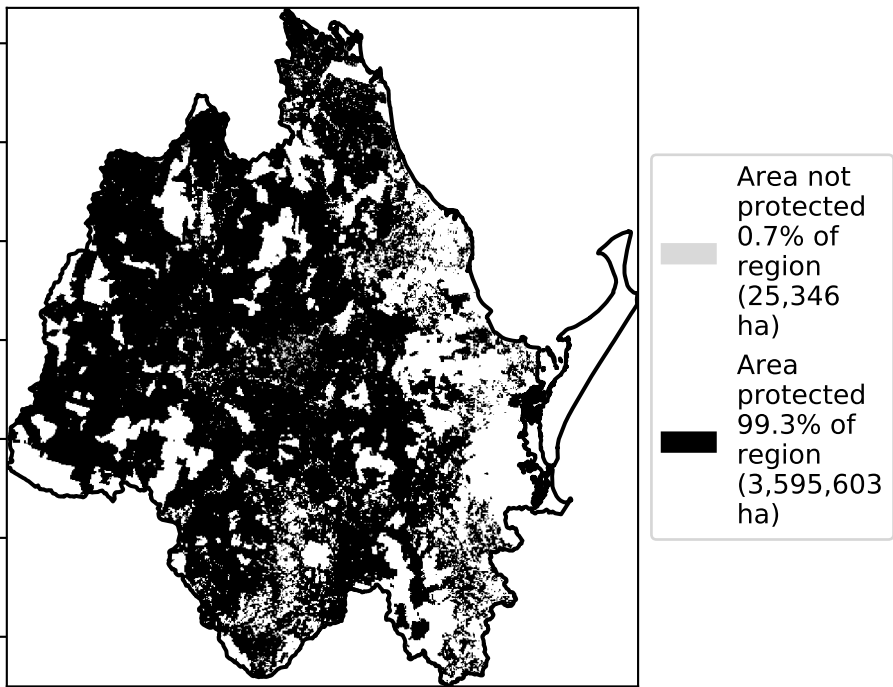 Area not
protected
0.7% of
region
(25,346
ha)
Area
protected
99.3% of
region
(3,595,603
ha)